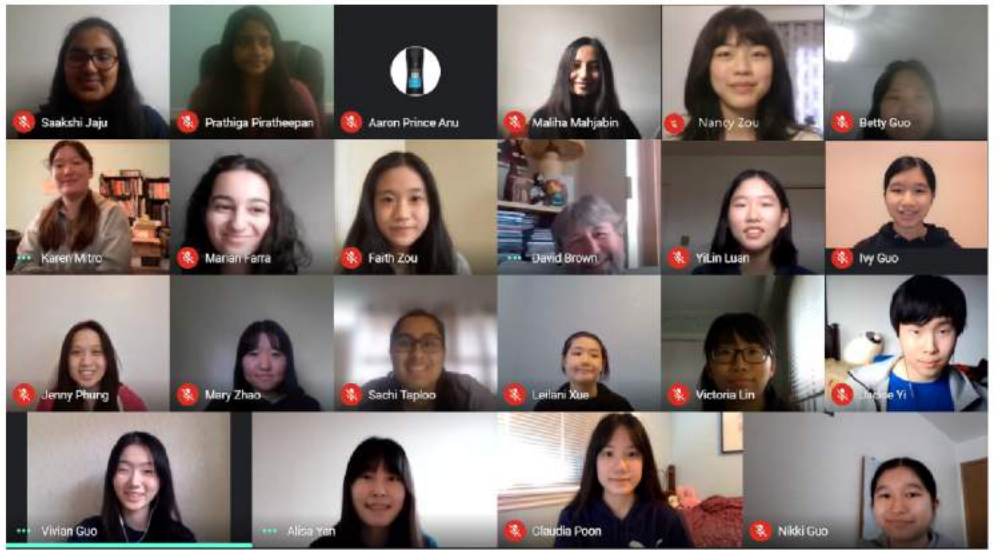 Saakshi Jaju
Prathiga Piratheepan
Aaron Prince Anu
Maliha Mahjabin
Nancy Zou
Betty Guo
Karen Mitro
Marian Farra
Faith Zou
David Brown
YiLin Luan
Ivy Guo
Jenny Phung
Mary Zhao
Sachi Taploo
Leilani Xue
Victoria Lin
Yi
Vivian Guo
Alisa Yan
Claudia Poon
Nikki Guo